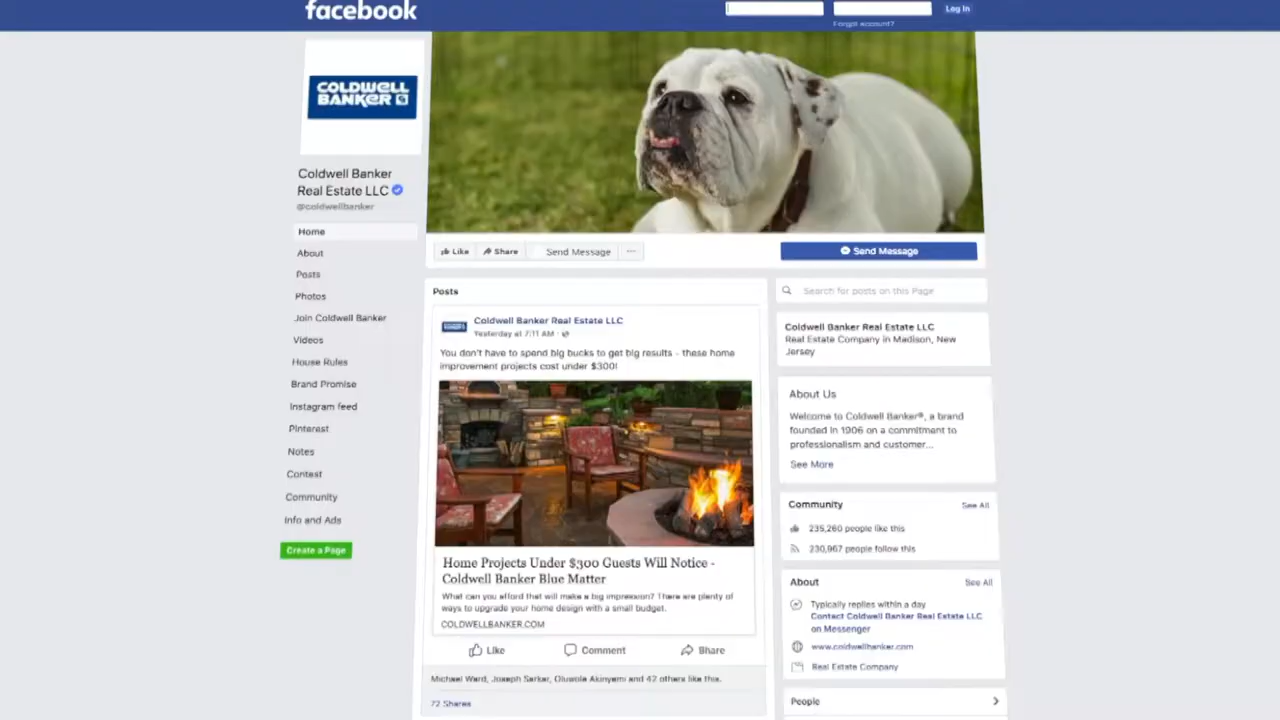 facebook
Log In
Forgot account?
COLDWELL
BANKER
Coldwell Banker
Real Estate LLC
@coldwellbanker
Home
About
Posts
Photos
Join Coldwell Banker
Videos
House Rules
Brand Promise
Instagram feed
Pinterest
Notes
Contest
Community
Info and Ads
Create a Page
Like
Share
Send Message
...
Send Message
Posts
Coldwell Banker Real Estate LLC
Yesterday at 7:11 AM ·
You don't have to spend big bucks to get big results - these home
improvement projects cost under $300!
Home Projects Under $300 Guests Will Notice -
Coldwell Banker Blue Matter
What can you afford that will make a big impression? There are plenty of
ways to upgrade your home design with a small budget.
COLDWELLBANKER.COM
Like
Comment
Share
Michael Ward, Joseph Sarkar, Oluwole Akinyemi and 42 others like this.
72 Shares
Search for posts on this Page
Coldwell Banker Real Estate LLC
Real Estate Company in Madison, New
Jersey
About Us
Welcome to Coldwell Banker®, a brand
founded in 1906 on a commitment to
professionalism and customer...
See More
Community
See All
235,260 people like this
230,967 people follow this
About
See All
Typically replies within a day
Contact Coldwell Banker Real Estate LLC
on Messenger
www.coldwellbanker.com
Real Estate Company
People